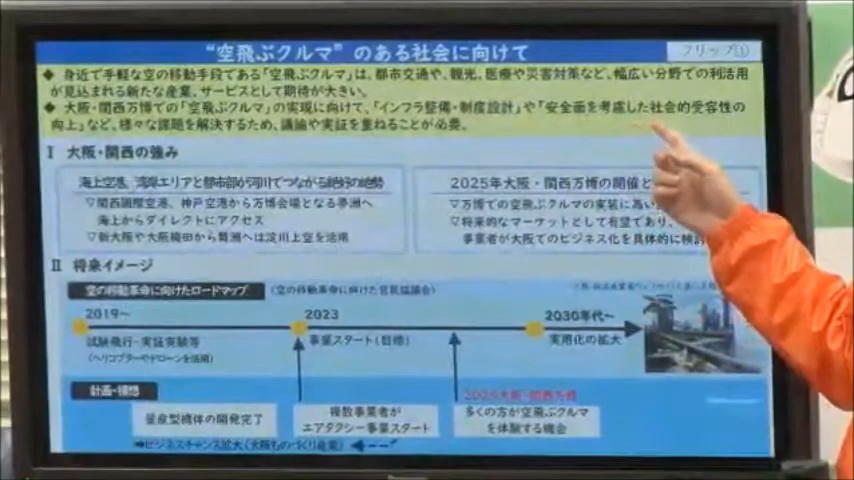 “空飛ぶクルマ”のある社会に向けて
フリップ①
◆ 身近で手軽な空の移動手段である「空飛ぶクルマ」は、都市交通や、観光、医療や災害対策など、幅広い分野での利活用
が見込まれる新たな産業、サービスとして期待が大きい。
◆ 大阪・関西万博での「空飛ぶクルマ」の実現に向けて、「インフラ整備・制度設計」や「安全面を考慮した社会的受容性の
向上」など、様々な課題を解決するため、議論や実証を重ねることが必要。
Ⅰ 大阪・関西の強み
海上空港、湾岸エリアと都市部が河川でつながる絶好の地勢
▽関西国際空港、神戸空港から万博会場となる夢洲へ
海上からダイレクトにアクセス
▽新大阪や大阪梅田から夢洲へは淀川上空を活用
2025年大阪・関西万博の開催と
▽万博での空飛ぶクルマの実装に高い
▽将来的なマーケットとして有望であり、
事業者が大阪でのビジネス化を具体的に検討
Ⅱ 将来イメージ
空の移動革命に向けたロードマップ
(空の移動革命に向けた官民協議会)
2019~
2023
2030年代~
試験飛行・実証実験等
(ヘリコプターやドローンを活用)
事業スタート(目標)
実用化の拡大
計画・構想
2025大阪・関西万博
量産型機体の開発完了
複数事業者が
エアタクシー事業スタート
多くの方が空飛ぶクルマ
を体験する機会
➡ビジネスチャンス拡大(大阪ものづくり産業)